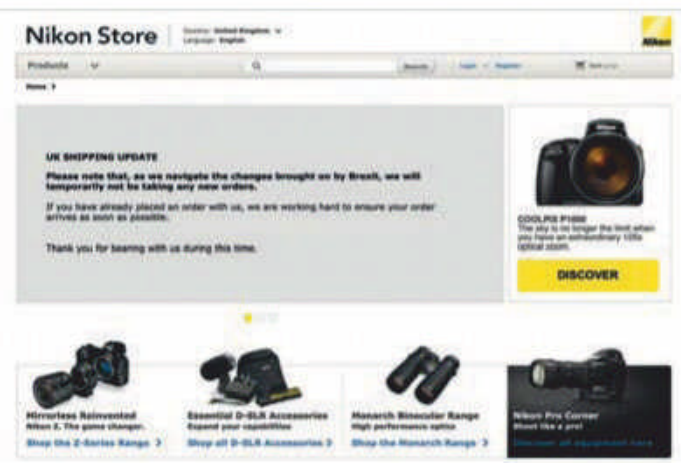 Nikon Store
Country: United Kingdom
Language: English
Nikon
Products
Search
Login or Register
Home >
UK SHIPPING UPDATE
Please note that, as we navigate the changes brought on by Brexit, we will
temporarily not be taking any new orders.
If you have already placed an order with us, we are working hard to ensure your order
arrives as soon as possible.
Thank you for bearing with us during this time.
Nikon
COOLPIX P1000
The sky is no longer the limit when
you have an extraordinary 125x
optical zoom.
DISCOVER
Mirrorless Reinvented
Nikon Z. The game changer.
Shop the Z-Series Range >
Essential D-SLR Accessories
Expand your capabilities
Shop all D-SLR Accessories >
Monarch Binocular Range
High performance optics
Shop the Monarch Range >
Nikon Pro Corner
Shoot like a pro!
Discover all equipment here